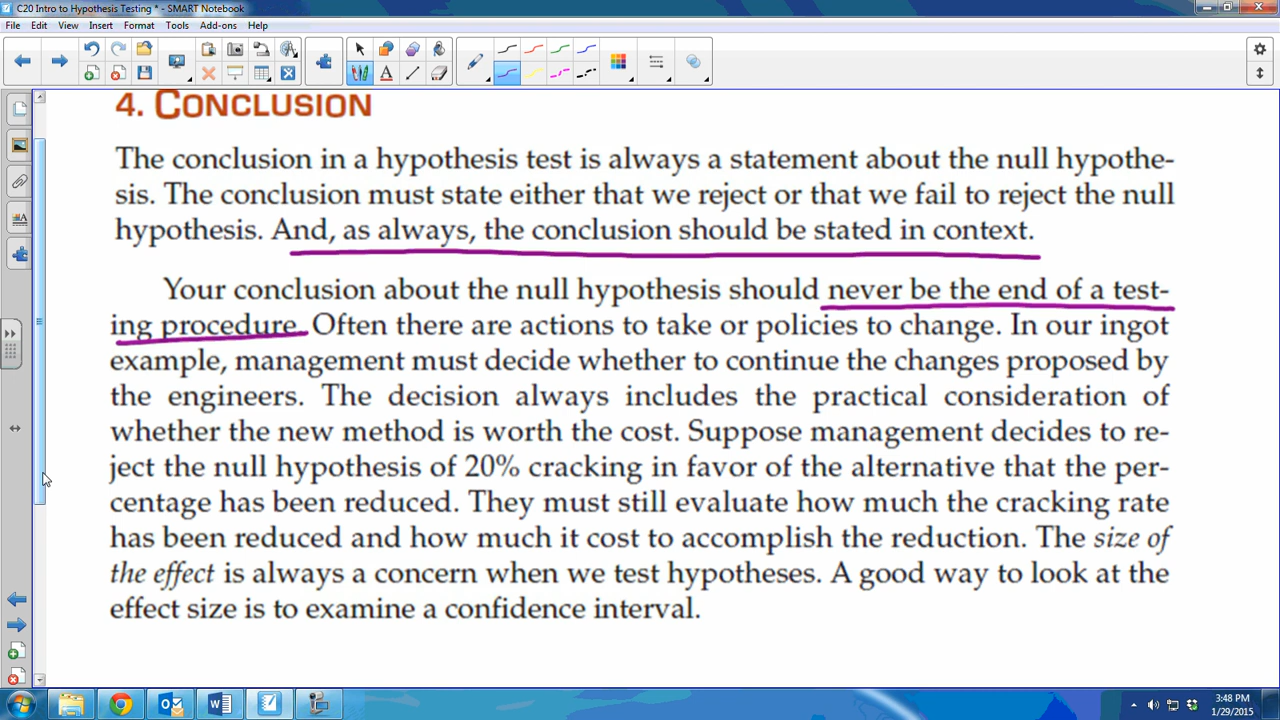 C20 Intro to Hypothesis Testing * - SMART Notebook
File Edit View Insert Format Tools Add-ons Help
4. CONCLUSION
The conclusion in a hypothesis test is always a statement about the null hypothe-
sis. The conclusion must state either that we reject or that we fail to reject the null
hypothesis. And, as always, the conclusion should be stated in context.
Your conclusion about the null hypothesis should never be the end of a test-
ing procedure. Often there are actions to take or policies to change. In our ingot
example, management must decide whether to continue the changes proposed by
the engineers. The decision always includes the practical consideration of
whether the new method is worth the cost. Suppose management decides to re-
ject the null hypothesis of 20% cracking in favor of the alternative that the per-
centage has been reduced. They must still evaluate how much the cracking rate
has been reduced and how much it cost to accomplish the reduction. The size of
the effect is always a concern when we test hypotheses. A good way to look at the
effect size is to examine a confidence interval.
3:48 PM
1/29/2015